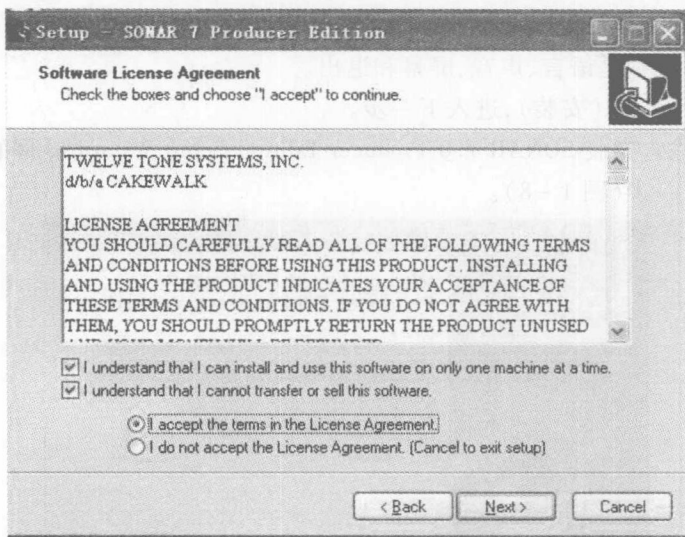 Setup - SONAR 7 Producer Edition
Software License Agreement
Check the boxes and choose "I accept" to continue.
TWELVE TONE SYSTEMS, INC.
d/b/a CAKEWALK
LICENSE AGREEMENT
YOU SHOULD CAREFULLY READ ALL OF THE FOLLOWING TERMS
AND CONDITIONS BEFORE USING THIS PRODUCT. INSTALLING
AND USING THE PRODUCT INDICATES YOUR ACCEPTANCE OF
THESE TERMS AND CONDITIONS. IF YOU DO NOT AGREE WITH
THEM, YOU SHOULD PROMPTLY RETURN THE PRODUCT UNUSED
I understand that I can install and use this software on only one machine at a time.
I understand that I cannot transfer or sell this software.
I accept the terms in the License Agreement.
I do not accept the License Agreement. (Cancel to exit setup)
< Back
Next >
Cancel